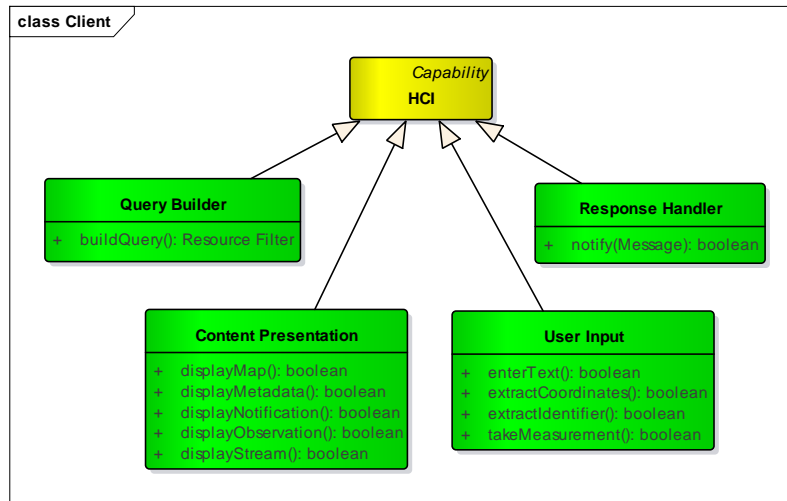 class Client
Capability
HCI
Query Builder
+ buildQuery(): Resource Filter
Response Handler
+ notify(Message): boolean
Content Presentation
+ displayMap(): boolean
+ displayMetadata(): boolean
+ displayNotification(): boolean
+ displayObservation(): boolean
+ displayStream(): boolean
User Input
+ enterText(): boolean
+ extractCoordinates(): boolean
+ extractIdentifier(): boolean
+ takeMeasurement(): boolean